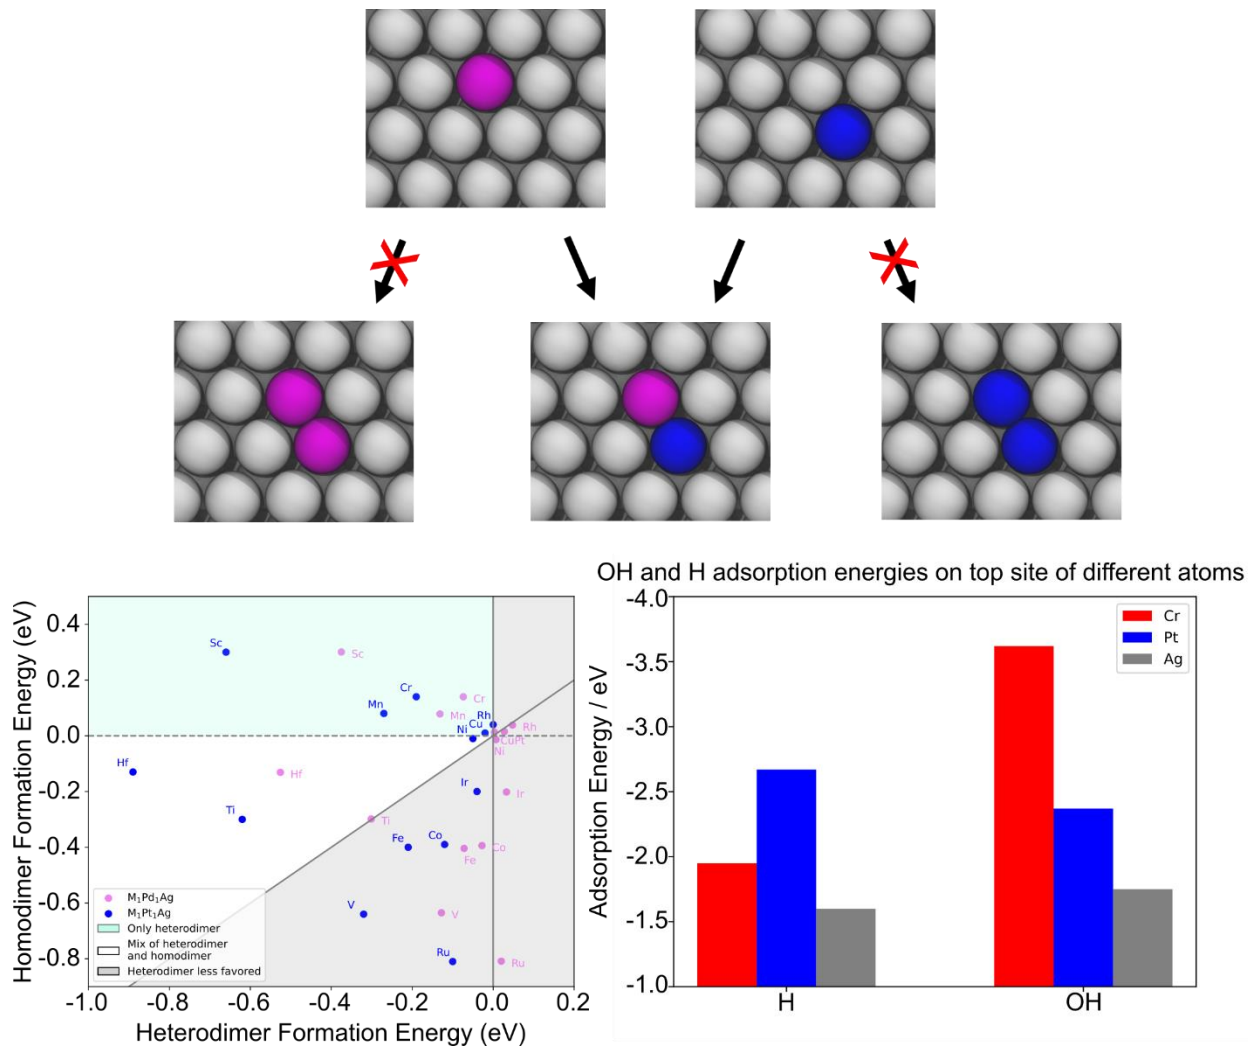 OH and H adsorption energies on top site of different atoms
Homodimer Formation Energy (eV)
0.4
0.2
0.0
-0.2
-0.4
-0.6
-0.8
Sc
Sc
Cr
Cr
Mn
Mn
Rh
Rh
Cu
Ni
CuPt
Ni
Hf
Hf
Ir
Ir
Ti
Ti
Fe
Co
Co
Fe
V
V
Ru
Ru
M₁Pd₁Ag
M₁Pt₁Ag
Only heterodimer
Mix of heterodimer
and homodimer
Heterodimer less favored
-1.0 -0.8 -0.6 -0.4 -0.2 0.0 0.2
Heterodimer Formation Energy (eV)
Adsorption Energy / eV
-4.0
-3.5
-3.0
-2.5
-2.0
-1.5
-1.0
Cr
Pt
Ag
H OH